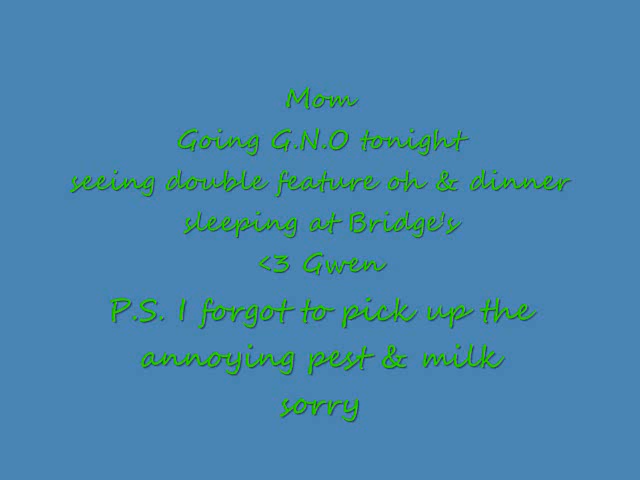 Mom
Going G.N.O tonight
seeing double feature oh & dinner
sleeping at Bridge's
<3 Gwen
P.S. I forgot to pick up the
annoying pest & milk
sorry